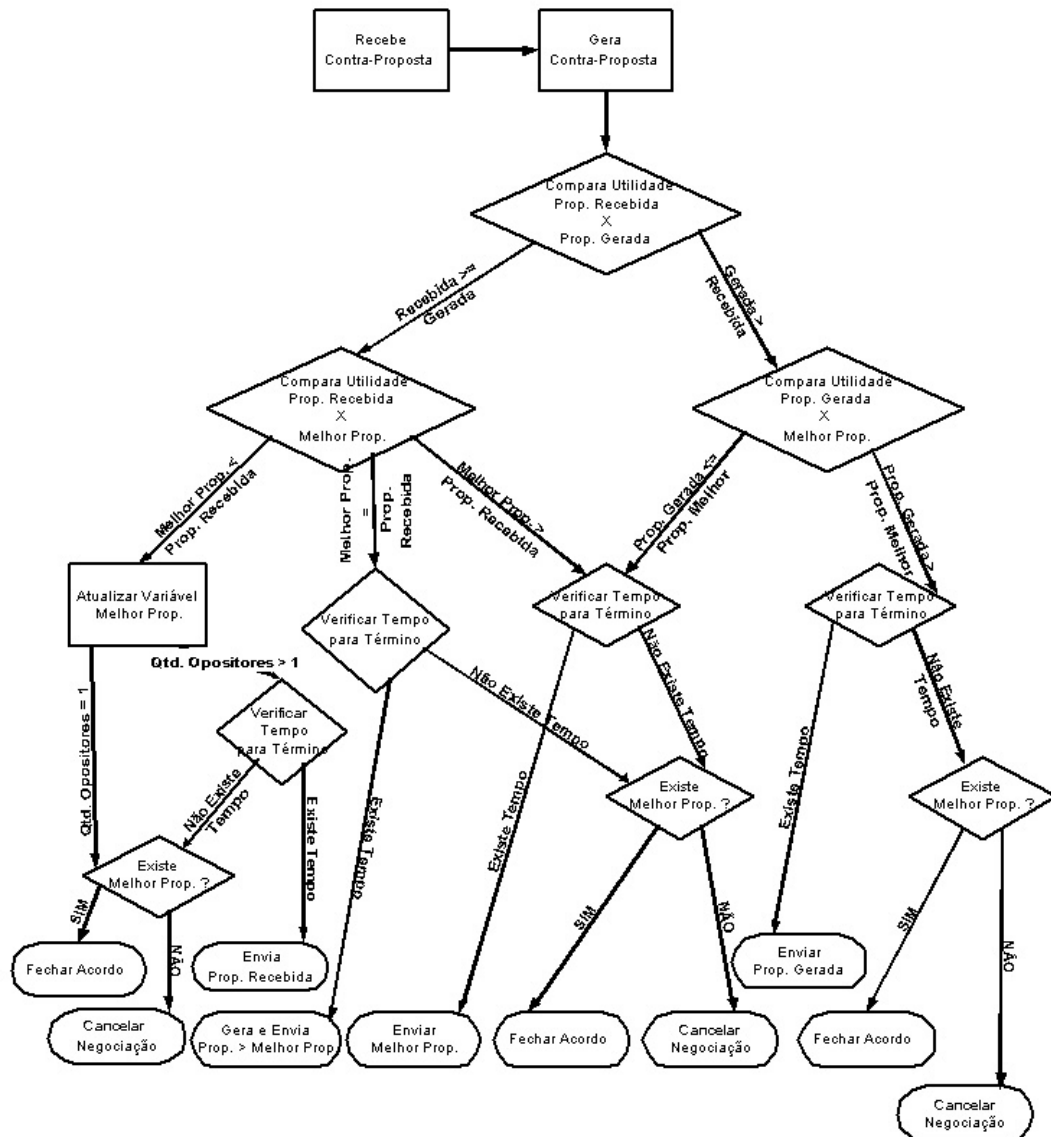 Recebe
Contra-Proposta
Gera
Contra-Proposta
Compara Utilidade
Prop. Recebida
X
Prop. Gerada
Recebida >=
Gerada
Gerada >
Recebida
Compara Utilidade
Prop. Recebida
X
Melhor Prop.
Compara Utilidade
Prop. Gerada
X
Melhor Prop.
Melhor Prop. <
Prop. Recebida
Melhor Prop.
=
Prop.
Recebida
Melhor Prop. >
Prop. Recebida
Prop. Gerada <=
Prop. Melhor
Prop. Gerada >
Prop. Melhor
Atualizar Variável
Melhor Prop.
Verificar Tempo
para Término
Verificar Tempo
para Término
Verificar Tempo
para Término
Qtd. Opositores > 1
Qtd. Opositores = 1
Verificar
Tempo
para Término
Não Existe
Tempo
Existe Tempo
Existe Tempo
Não Existe Tempo
Existe Tempo
Não Existe Tempo
Existe Tempo
Não Existe
Tempo
Existe
Melhor Prop. ?
Existe
Melhor Prop. ?
Existe
Melhor Prop. ?
SIM
NÃO
SIM
NÃO
SIM
NÃO
Fechar Acordo
Envia
Prop. Recebida
Enviar
Prop. Gerada
Cancelar
Negociação
Gera e Envia
Prop. > Melhor Prop
Enviar
Melhor Prop.
Fechar Acordo
Cancelar
Negociação
Fechar Acordo
Cancelar
Negociação